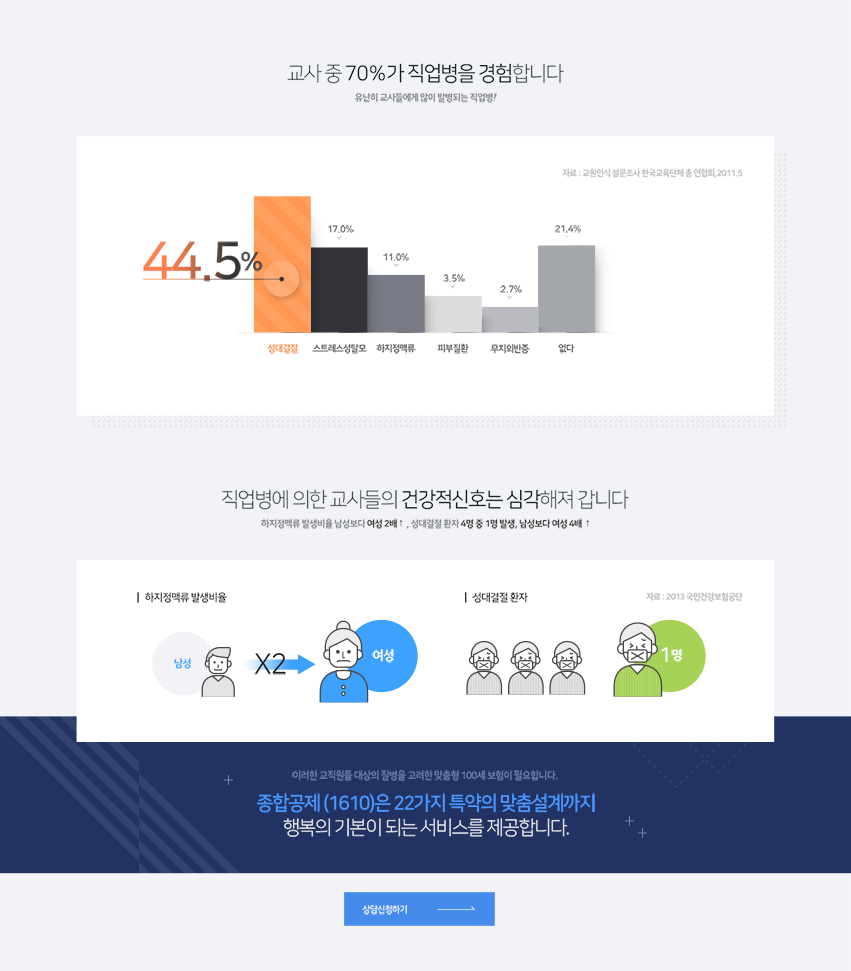 교사 중 70%가 직업병을 경험합니다
유난히 교사들에게 많이 발병되는 직업병!
자료 : 교원인식 설문조사 한국교육단체 총 연합회,2011.5
44.5%
17.0%
11.0%
3.5%
2.7%
21.4%
성대결절
스트레스성탈모
하지정맥류
피부질환
무지외반증
없다
직업병에 의한 교사들의 건강적신호는 심각해져 갑니다
하지정맥류 발생비율 남성보다 여성 2배↑ , 성대결절 환자 4명 중 1명 발생, 남성보다 여성 4배 ↑
하지정맥류 발생비율
남성
X2
여성
성대결절 환자
자료 : 2013 국민건강보험공단
1명
이러한 교직원들 대상의 질병을 고려한 맞춤형 100세 보험이 필요합니다.
종합공제 (1610)은 22가지 특약의 맞춤설계까지
행복의 기본이 되는 서비스를 제공합니다.
상담신청하기